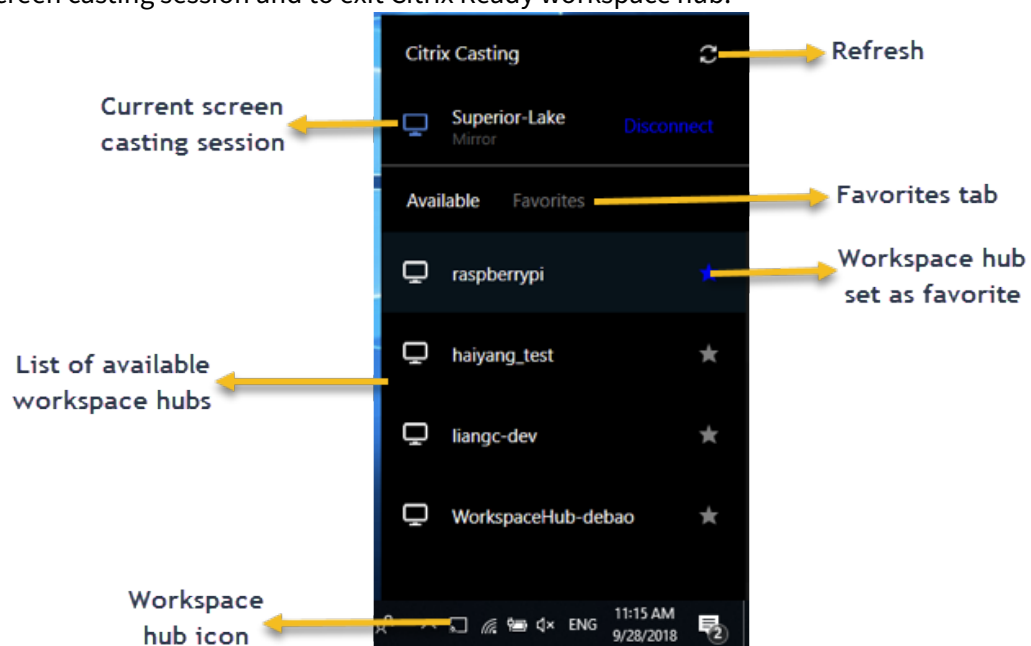 screen casting session and to exit Citrix Ready workspace hub.
Citrix Casting
Refresh
Current screen
casting session
Superior-Lake
Mirror
Disconnect
Available Favorites
Favorites tab
raspberrypi
Workspace hub
set as favorite
haiyang_test
List of available
workspace hubs
liangc-dev
WorkspaceHub-debao
Workspace
hub icon
ENG
11:15 AM
9/28/2018
2